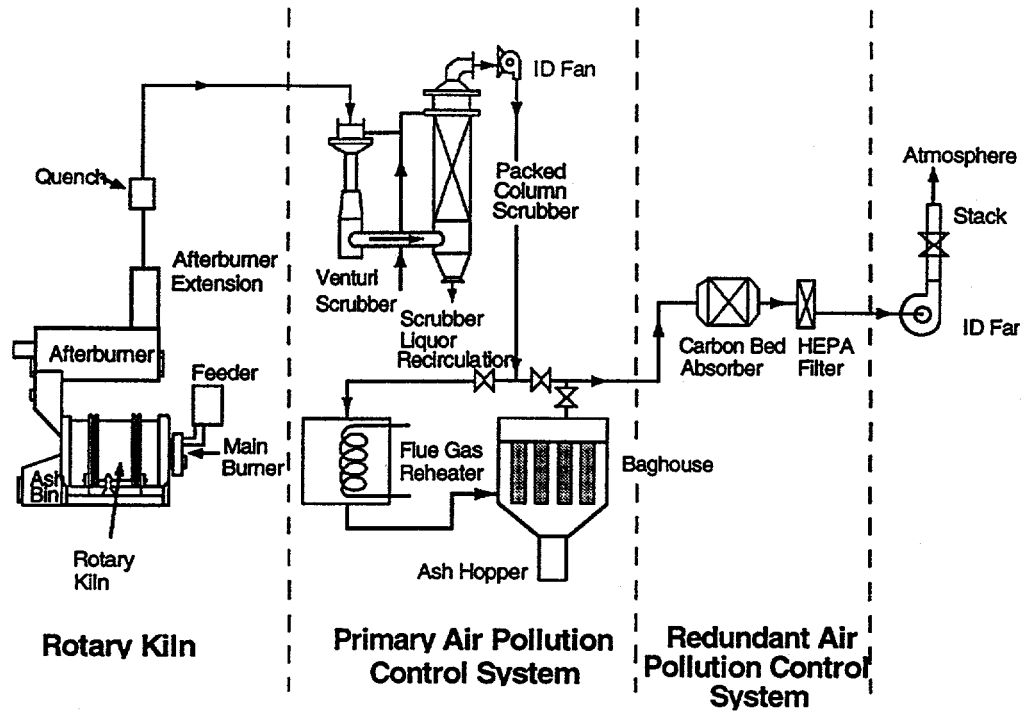 Quench
Afterburner
Extension
Afterburner
Feeder
Main
Burner
Ash
Bin
Rotary
Kiln
Rotary Kiln
ID Fan
Packed
Column
Scrubber
Venturi
Scrubber
Scrubber
Liquor
Recirculation
Flue Gas
Reheater
Baghouse
Ash Hopper
Primary Air Pollution
Control System
Carbon Bed
Absorber
HEPA
Filter
Redundant Air
Pollution Control
System
Atmosphere
Stack
ID Far